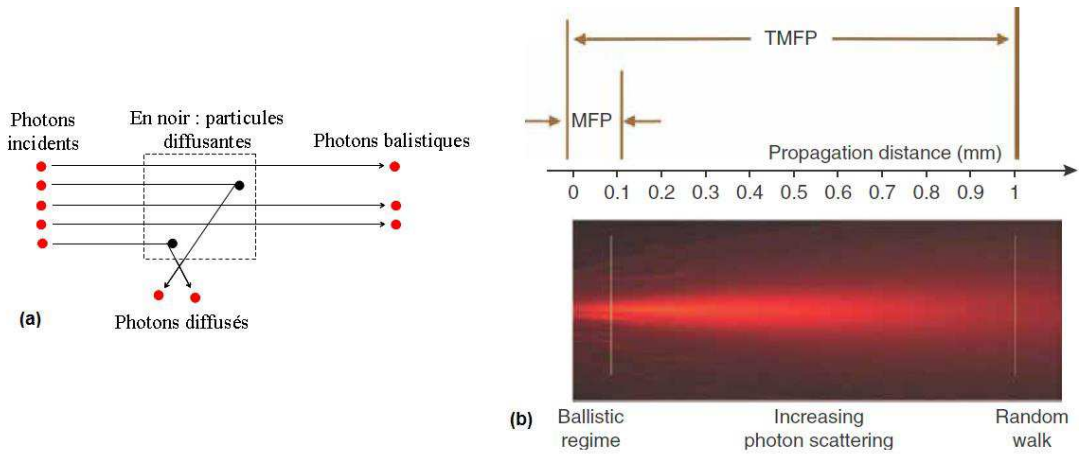 Photons
incidents
En noir : particules
diffusantes
Photons balistiques
Photons diffusés
(a)
TMFP
MFP
Propagation distance (mm)
0 0.1 0.2 0.3 0.4 0.5 0.6 0.7 0.8 0.9 1
(b)
Ballistic
regime
Increasing
photon scattering
Random
walk